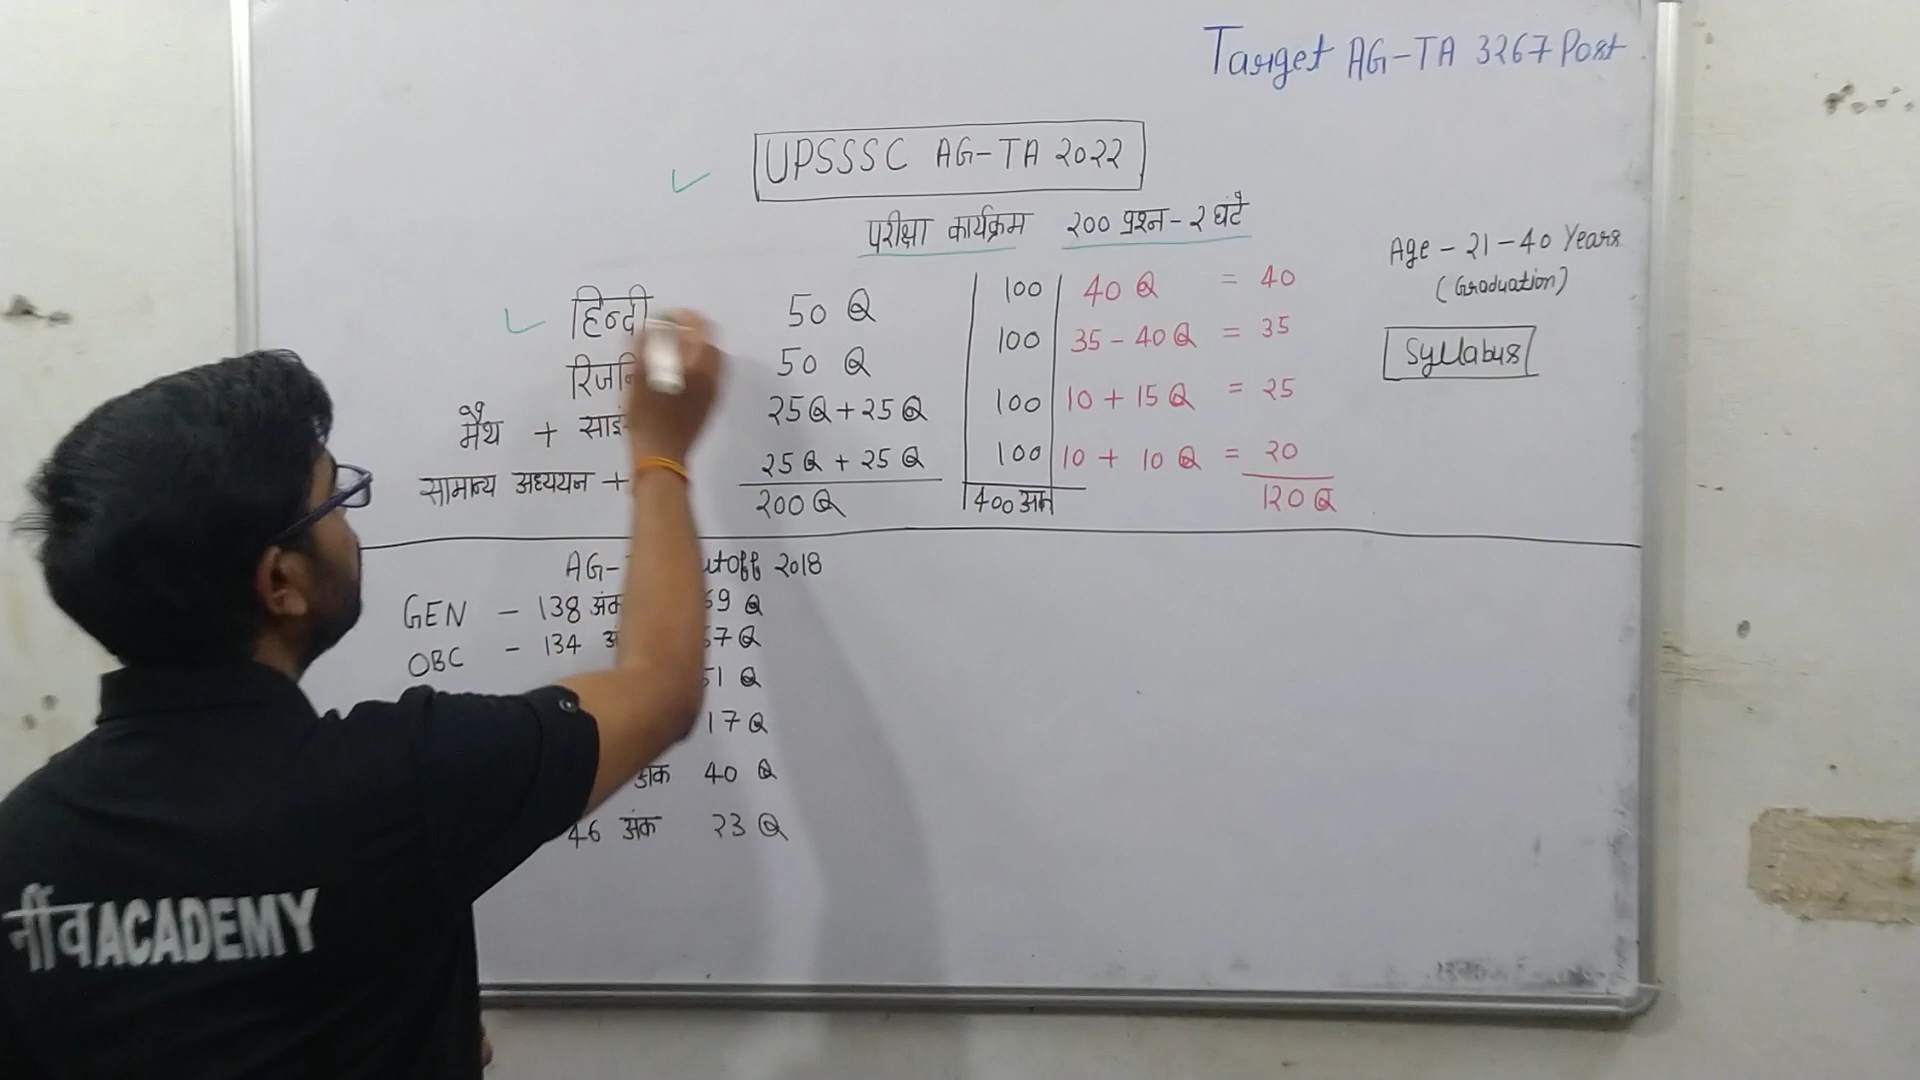 Target AG-TA 3267 Post
UPSSSC AG-TA 2022
परीक्षा कार्यक्रम 200 प्रश्न - 2 घंटे
Age - 21-40 Years
(Graduation)
Syllabus
हिन्दी 50 Q 100 40 Q = 40
50 Q 100 35-40 Q = 35
मैथ + 25Q+25Q 100 10+15Q = 25
सामान्य अध्ययन + 25Q+25Q 100 10+10Q = 20
200 Q 400 अंक 120 Q
AG- 2018
GEN - 138 अंक 69 Q
OBC - 134 67 Q
51 Q
17 Q
अंक 40 Q
46 अंक 23 Q
नींव ACADEMY